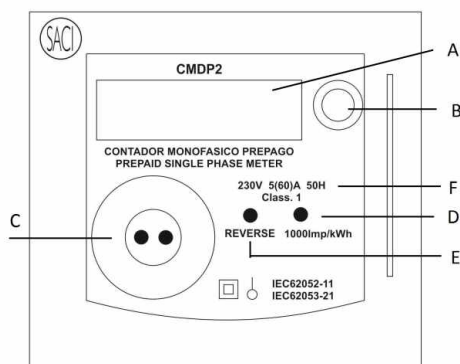 SACI
A
CMDP2
B
CONTADOR MONOFASICO PREPAGO
PREPAID SINGLE PHASE METER
230V 5(60)A 50H
F
Class. 1
C
D
REVERSE
1000Imp/kWh
E
IEC62052-11
IEC62053-21